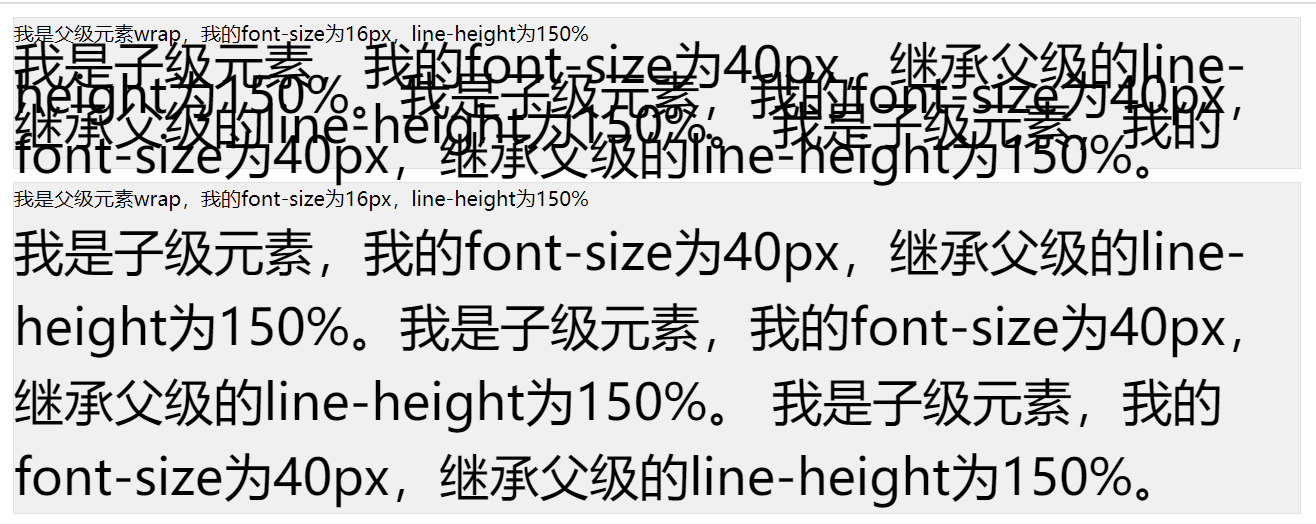 我是父级元素wrap，我的font-size为16px，line-height为150%
我是子级元素，我的font-size为40px，继承父级的line-
height为150%。我是子级元素，我的font-size为40px，
继承父级的line-height为150%。 我是子级元素，我的
font-size为40px，继承父级的line-height为150%。
我是父级元素wrap，我的font-size为16px，line-height为150%
我是子级元素，我的font-size为40px，继承父级的line-
height为150%。我是子级元素，我的font-size为40px，
继承父级的line-height为150%。 我是子级元素，我的
font-size为40px，继承父级的line-height为150%。